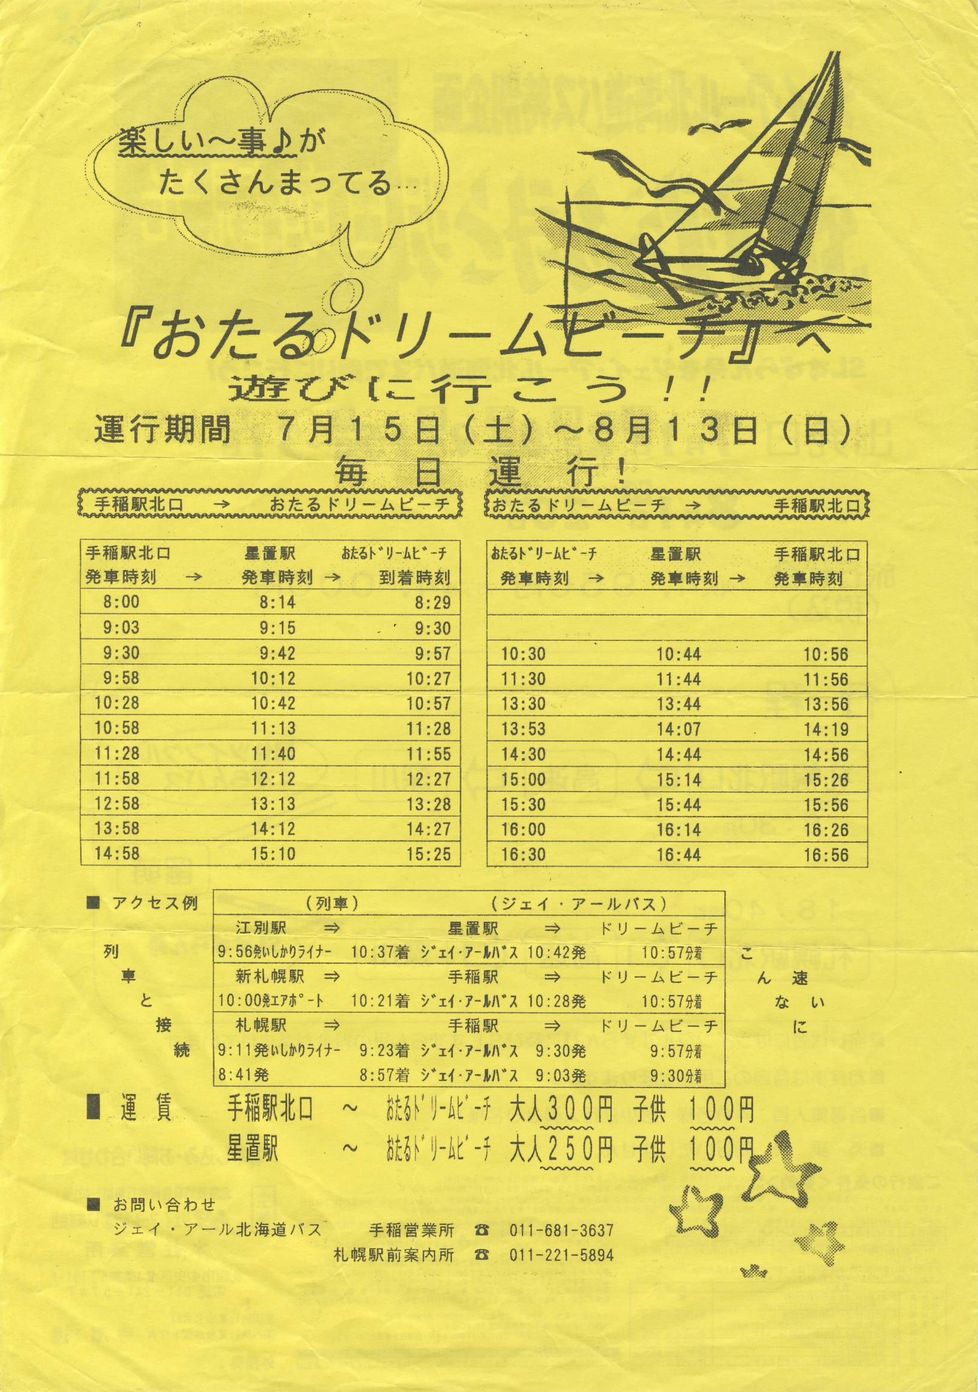 楽しい～事♪が
たくさんまってる…
『おたるドリームビーチ』へ
遊びに行こう!!
運行期間　7月15日（土）～8月13日（日）
毎日運行!
手稲駅北口　→　おたるドリームビーチ
手稲駅北口　星置駅　おたるドリームビーチ
発車時刻　→　発車時刻　→　到着時刻
8:00　8:14　8:29
9:03　9:15　9:30
9:30　9:42　9:57
9:58　10:12　10:27
10:28　10:42　10:57
10:58　11:13　11:28
11:28　11:40　11:55
11:58　12:12　12:27
12:58　13:13　13:28
13:58　14:12　14:27
14:58　15:10　15:25
おたるドリームビーチ　→　手稲駅北口
おたるドリームビーチ　星置駅　手稲駅北口
発車時刻　→　発車時刻　→　発車時刻
10:30　10:44　10:56
11:30　11:44　11:56
13:30　13:44　13:56
13:53　14:07　14:19
14:30　14:44　14:56
15:00　15:14　15:26
15:30　15:44　15:56
16:00　16:14　16:26
16:30　16:44　16:56
■ アクセス例　（列車）　（ジェイ・アールバス）
列車と接続
江別駅　⇒　星置駅　⇒　ドリームビーチ
9:56発いしかりライナー　10:37着　ジェイ・アールバス　10:42発　10:57分着
新札幌駅　⇒　手稲駅　⇒　ドリームビーチ
10:00発エアポート　10:21着　ジェイ・アールバス　10:28発　10:57分着
札幌駅　⇒　手稲駅　⇒　ドリームビーチ
9:11発いしかりライナー　9:23着　ジェイ・アールバス　9:30発　9:57分着
8:41発　8:57着　ジェイ・アールバス　9:03発　9:30分着
こんなに速い
■ 運賃　手稲駅北口　～　おたるドリームビーチ　大人300円　子供　100円
星置駅　～　おたるドリームビーチ　大人250円　子供　100円
■ お問い合わせ
ジェイ・アール北海道バス　手稲営業所　☎　011-681-3637
札幌駅前案内所　☎　011-221-5894